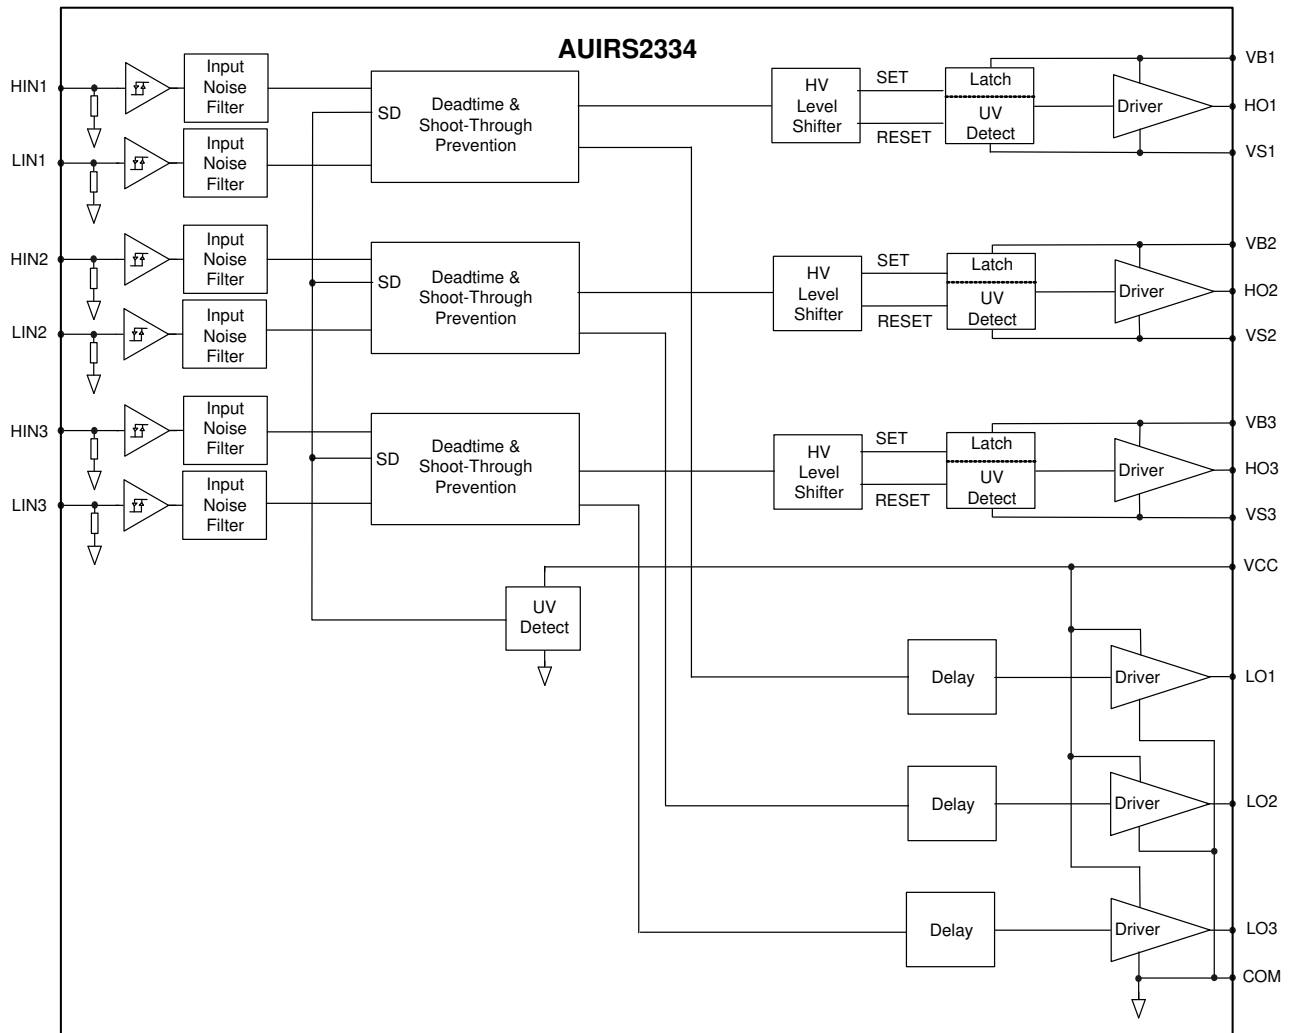 AUIRS2334
HIN1
Input
Noise
Filter
LIN1
Input
Noise
Filter
SD
Deadtime &
Shoot-Through
Prevention
HV
Level
Shifter
SET
RESET
Latch
UV
Detect
Driver
VB1
HO1
VS1
HIN2
Input
Noise
Filter
LIN2
Input
Noise
Filter
SD
Deadtime &
Shoot-Through
Prevention
HV
Level
Shifter
SET
RESET
Latch
UV
Detect
Driver
VB2
HO2
VS2
HIN3
Input
Noise
Filter
LIN3
Input
Noise
Filter
SD
Deadtime &
Shoot-Through
Prevention
HV
Level
Shifter
SET
RESET
Latch
UV
Detect
Driver
VB3
HO3
VS3
VCC
UV
Detect
Delay
Driver
LO1
Delay
Driver
LO2
Delay
Driver
LO3
COM